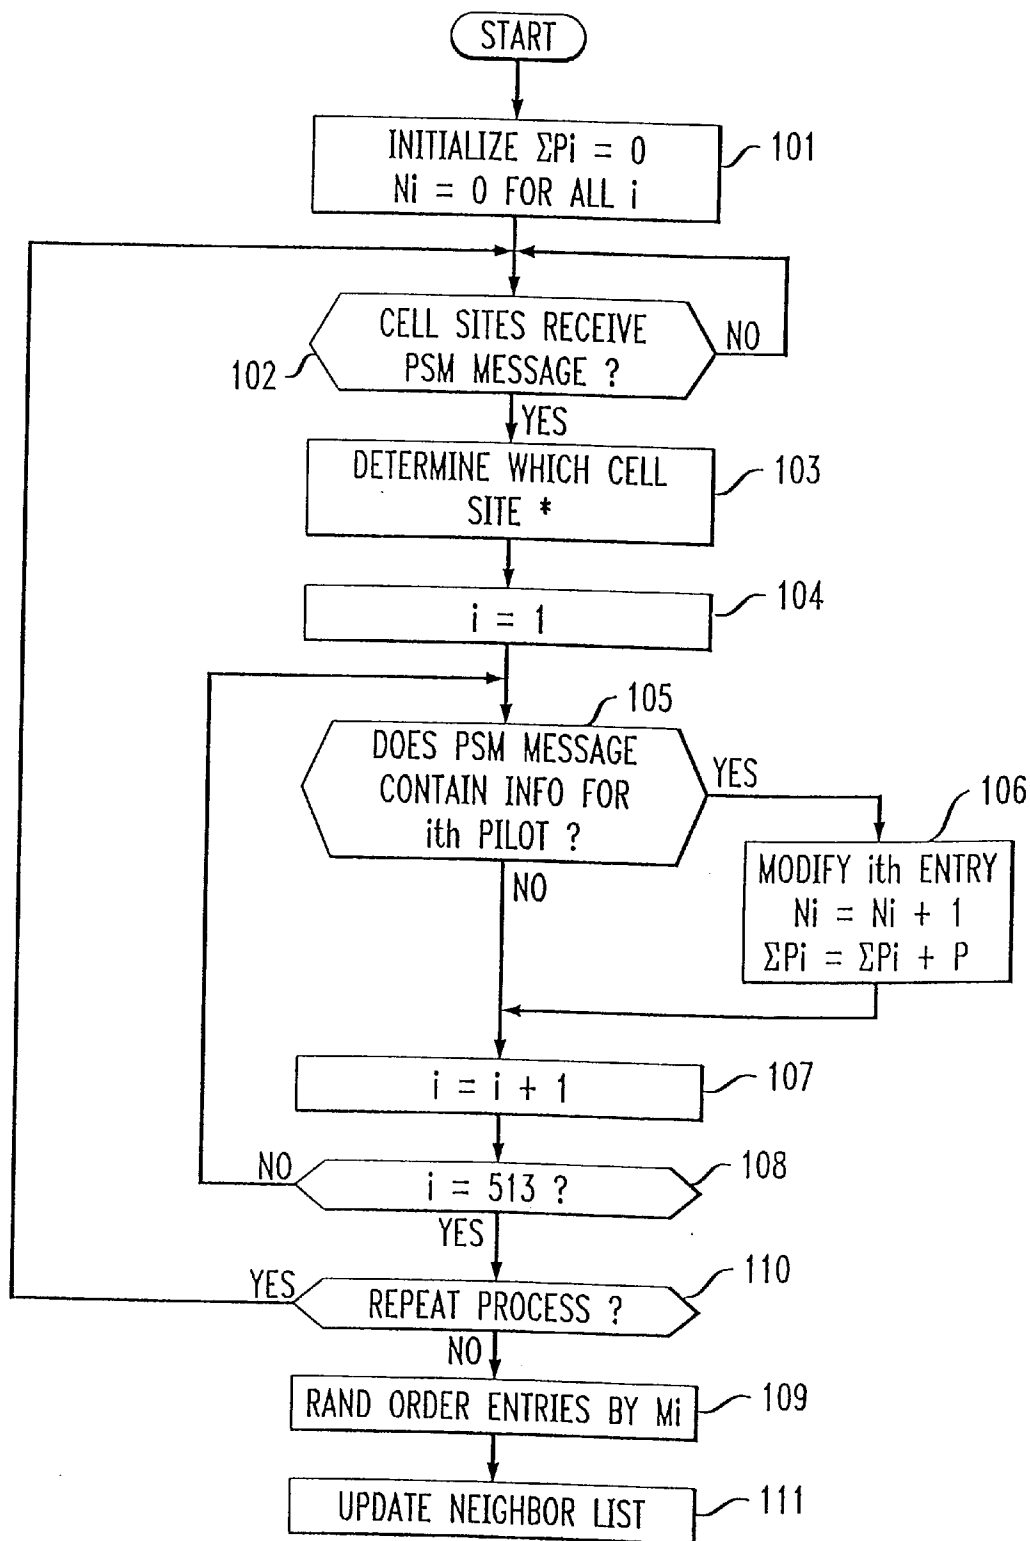 START
INITIALIZE ΣPi = 0
Ni = 0 FOR ALL i
101
CELL SITES RECEIVE
PSM MESSAGE ?
NO
102
YES
DETERMINE WHICH CELL
SITE *
103
i = 1
104
105
DOES PSM MESSAGE
CONTAIN INFO FOR
ith PILOT ?
YES
NO
106
MODIFY ith ENTRY
Ni = Ni + 1
ΣPi = ΣPi + P
i = i + 1
107
NO
i = 513 ?
108
YES
YES
REPEAT PROCESS ?
110
NO
RAND ORDER ENTRIES BY Mi
109
UPDATE NEIGHBOR LIST
111